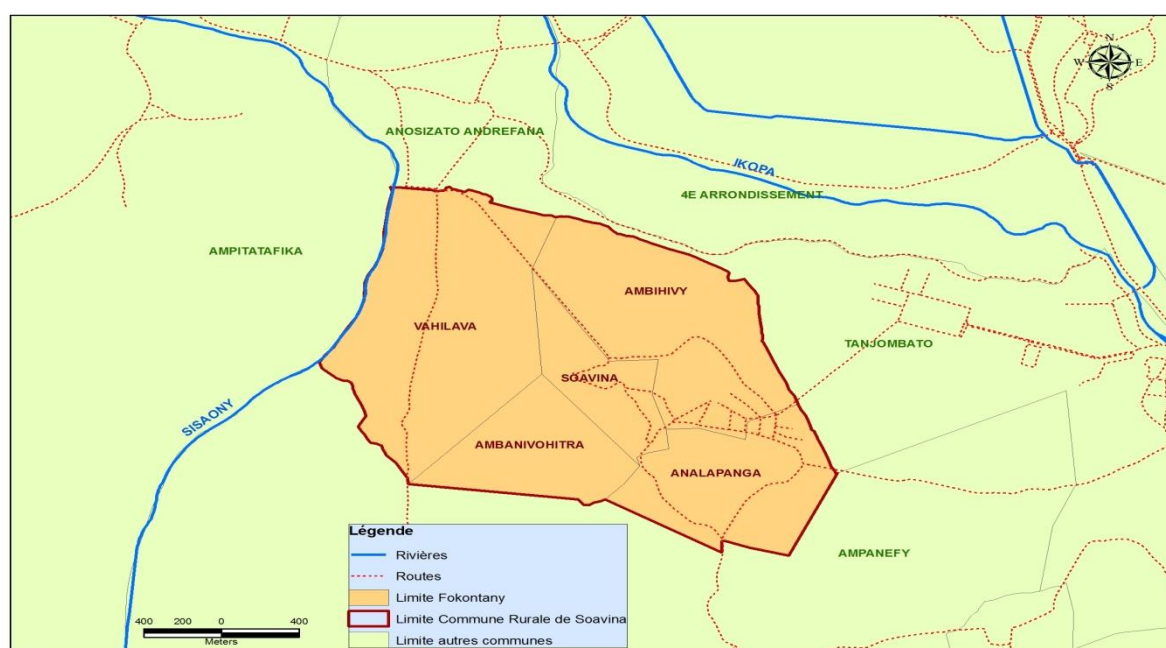 N
W E
S
ANOSIZATO ANDREFANA
IKOPA
4E ARRONDISSEMENT
AMPITATAFIKA
AMBIHIVY
VAHILAVA
TANJOMBATO
SOAVINA
SISAONY
AMBANIVOHITRA
ANALAPANGA
AMPANEFY
Légende
Rivières
Routes
Limite Fokontany
Limite Commune Rurale de Soavina
Limite autres communes
400 200 0 400
Meters